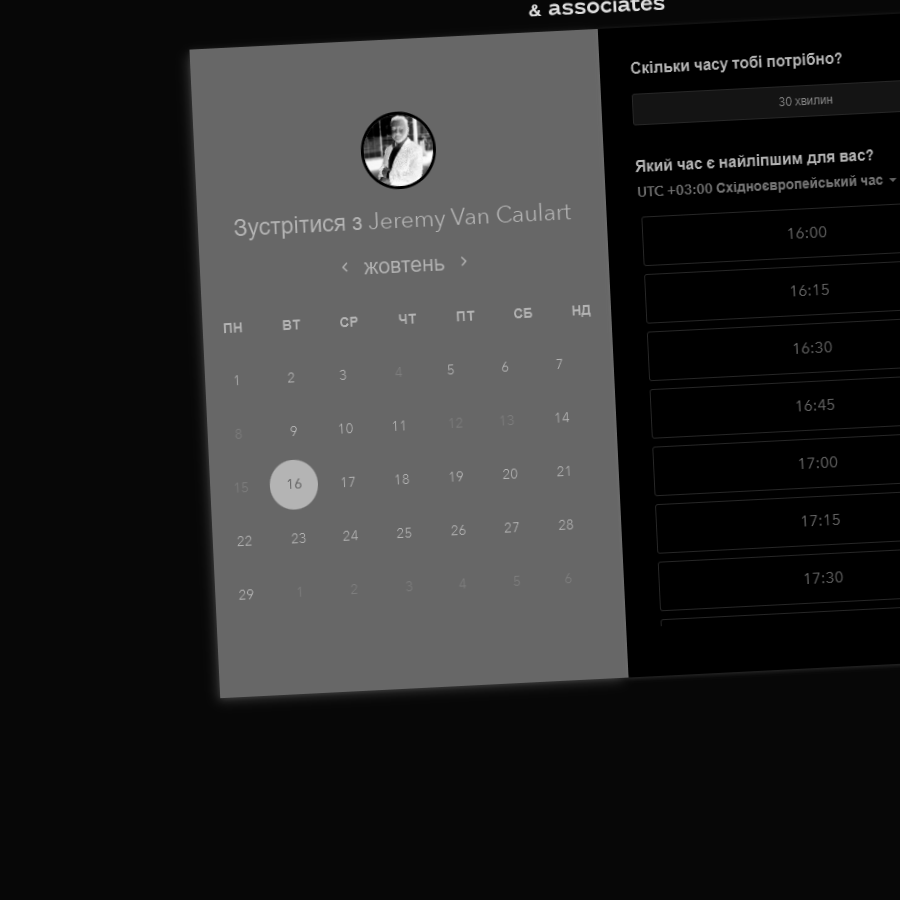 & associates
Зустрітися з Jeremy Van Caulart
‹ жовтень ›
ПН ВТ СР ЧТ ПТ СБ НД
1 2 3 4 5 6 7
8 9 10 11 12 13 14
15 16 17 18 19 20 21
22 23 24 25 26 27 28
29 1 2 3 4 5 6
Скільки часу тобі потрібно?
30 хвилин
Який час є найліпшим для вас?
UTC +03:00 Східноєвропейський час
16:00
16:15
16:30
16:45
17:00
17:15
17:30